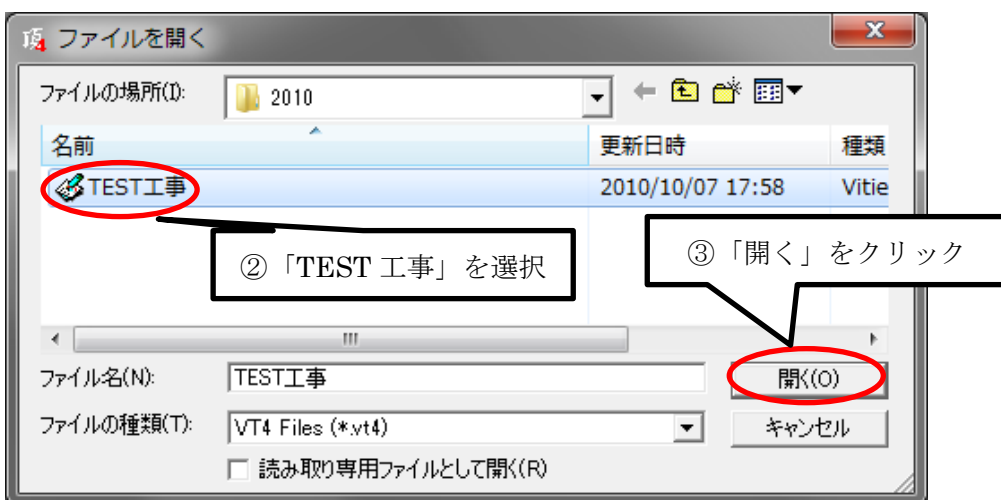 ファイルを開く
ファイルの場所(I):
2010
名前 更新日時 種類
TEST工事 2010/10/07 17:58 Vitie
②「TEST 工事」を選択
③「開く」をクリック
ファイル名(N): TEST工事 開く(O)
ファイルの種類(T): VT4 Files (*.vt4) キャンセル
読み取り専用ファイルとして開く(R)